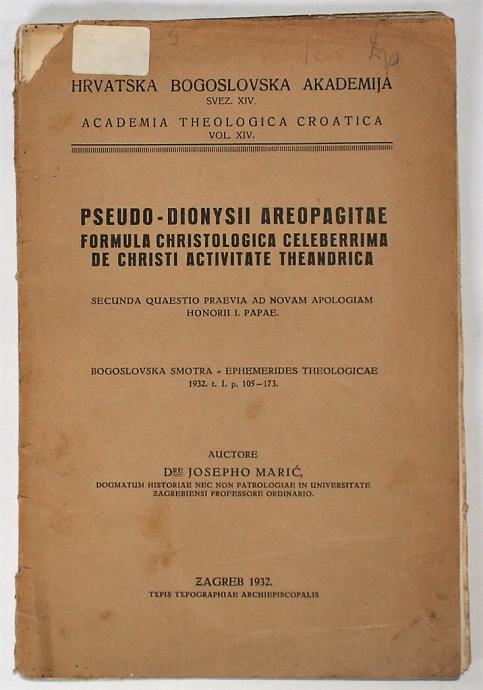 HRVATSKA BOGOSLOVSKA AKADEMIJA
SVEZ. XIV.
ACADEMIA THEOLOGICA CROATICA
VOL. XIV.
PSEUDO-DIONYSII AREOPAGITAE
FORMULA CHRISTOLOGICA CELEBERRIMA
DE CHRISTI ACTIVITATE THEANDRICA
SECUNDA QUAESTIO PRAEVIA AD NOVAM APOLOGIAM
HONORII I. PAPAE.
BOGOSLOVSKA SMOTRA - EPHEMERIDES THEOLOGICAE
1932. t. I. p. 105—173.
AUCTORE
DRE JOSEPHO MARIĆ,
DOGMATUM HISTORIAE NEC NON PATROLOGIAE IN UNIVERSITATE
ZAGREBIENSI PROFESSORE ORDINARIO.
ZAGREB 1932.
TYPIS TYPOGRAPHIAE ARCHIEPISCOPALIS